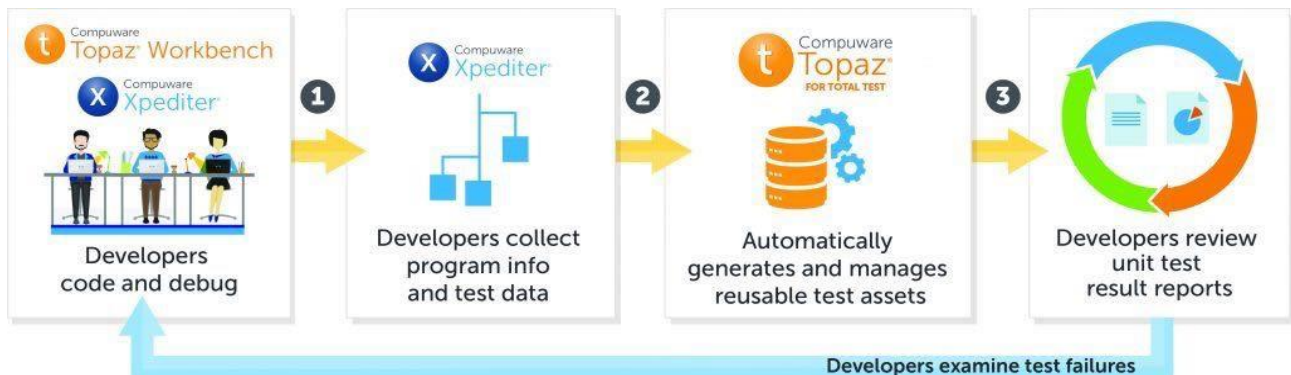 t
Compuware
Topaz® Workbench
X
Compuware
Xpediter®
Developers
code and debug
1
X
Compuware
Xpediter®
Developers collect
program info
and test data
2
t
Compuware
Topaz®
FOR TOTAL TEST
Automatically
generates and manages
reusable test assets
3
Developers review
unit test
result reports
Developers examine test failures